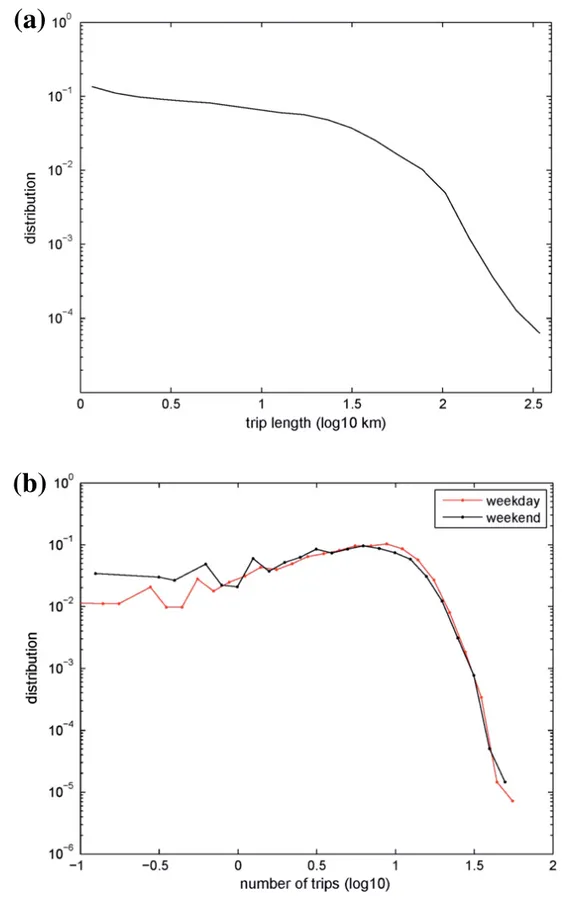 (a)
10^0
10^−1
10^−2
10^−3
10^−4
distribution
0 0.5 1 1.5 2 2.5
trip length (log10 km)
(b)
10^0
10^−1
10^−2
10^−3
10^−4
10^−5
10^−6
distribution
weekday
weekend
−1 −0.5 0 0.5 1 1.5 2
number of trips (log10)